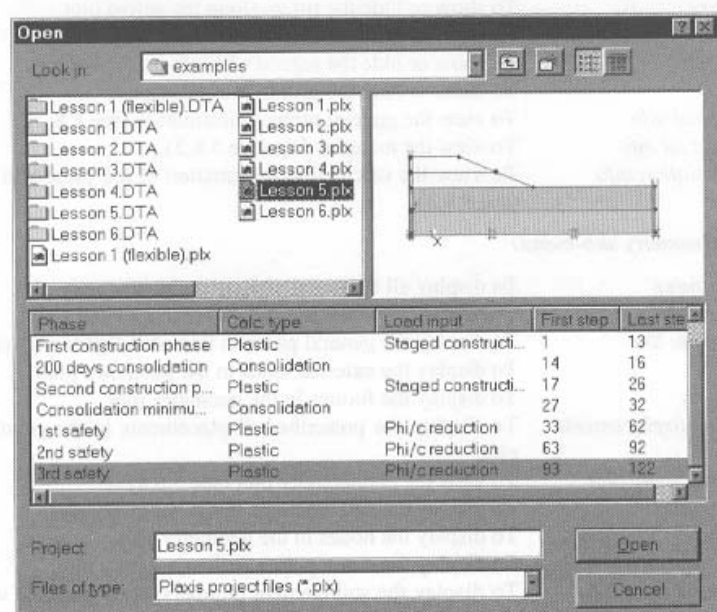 Open
Look in:
examples
Lesson 1 (flexible).DTA
Lesson 1.DTA
Lesson 2.DTA
Lesson 3.DTA
Lesson 4.DTA
Lesson 5.DTA
Lesson 6.DTA
Lesson 1 (flexible).plx
Lesson 1.plx
Lesson 2.plx
Lesson 3.plx
Lesson 4.plx
Lesson 5.plx
Lesson 6.plx
Phase Calc. type Load input First step Last ste
First construction phase Plastic Staged constructi... 1 13
200 days consolidation Consolidation 14 16
Second construction p... Plastic Staged constructi... 17 26
Consolidation minimu... Consolidation 27 32
1st safety Plastic Phi/c reduction 33 62
2nd safety Plastic Phi/c reduction 63 92
3rd safety Plastic Phi/c reduction 93 122
Project: Lesson 5.plx
Open
Files of type: Plaxis project files (*.plx)
Cancel